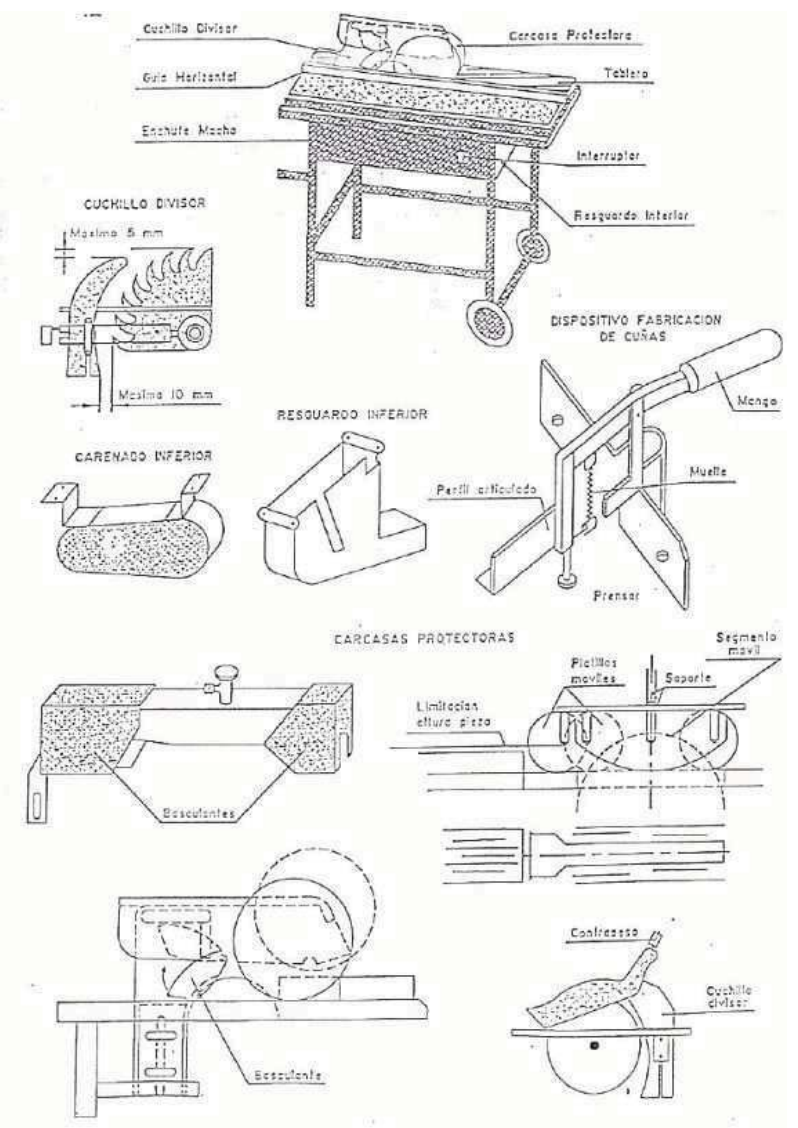 Cuchillo Divisor
Carcasa Protectora
Guia Horizontal
Tablero
Enchufe Macho
Interruptor
Resguardo Inferior
CUCHILLO DIVISOR
Maximo 5 mm
Maximo 10 mm
DISPOSITIVO FABRICACION
DE CUÑAS
Mango
Muelle
Perfil articulado
Prensor
RESGUARDO INFERIOR
CARENADO INFERIOR
CARCASAS PROTECTORAS
Segmento
movil
Platillos
moviles
Soporte
Limitacion
altura pieza
Basculantes
Basculante
Contrapeso
Cuchillo
divisor